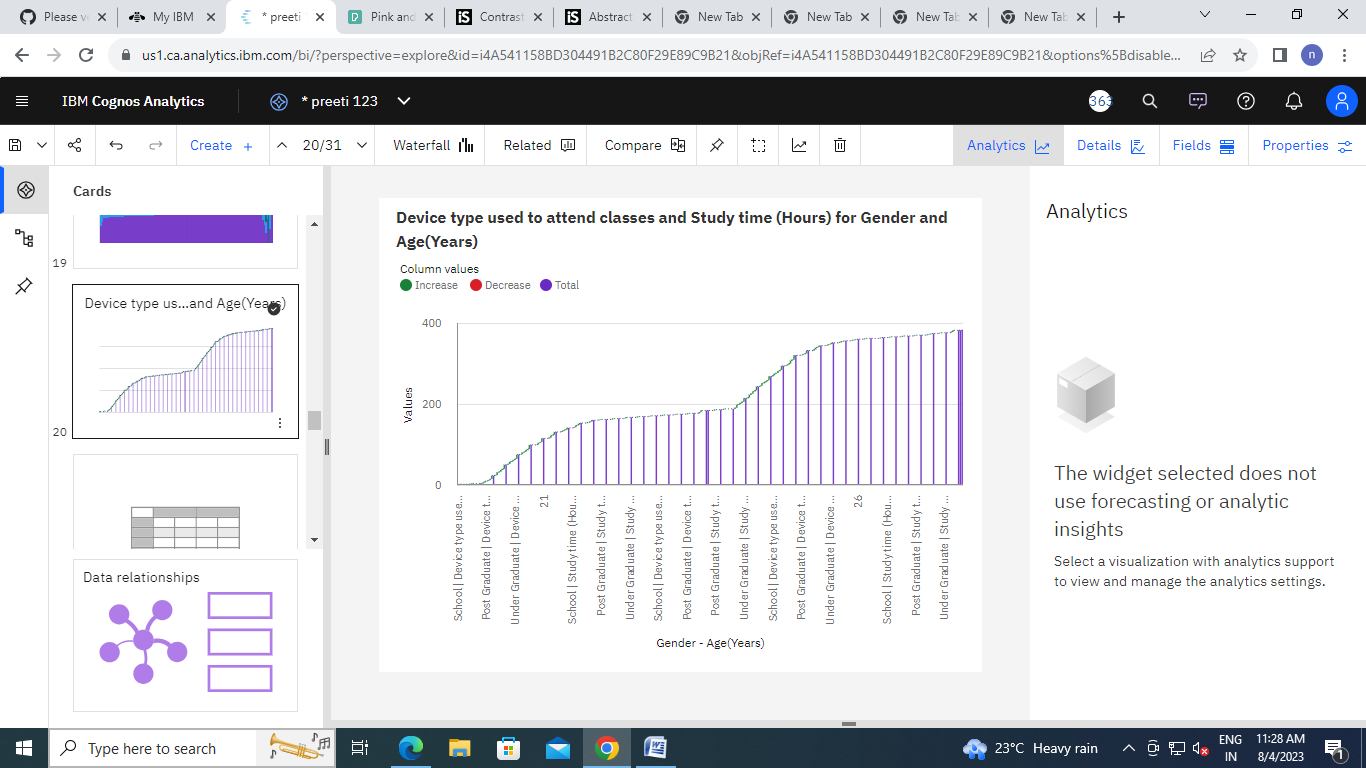 Please ve
My IBM
* preeti
Pink and
Contrast
Abstract
New Tab
New Tab
New Tab
New Tab
us1.ca.analytics.ibm.com/bi/?perspective=explore&id=i4A541158BD304491B2C80F29E89C9B21&objRef=i4A541158BD304491B2C80F29E89C9B21&options%5Bdisable...
n
IBM Cognos Analytics
* preeti 123
363
Create +
20/31
Waterfall
Related
Compare
Analytics
Details
Fields
Properties
Cards
19
Device type us...and Age(Years)
20
Data relationships
Device type used to attend classes and Study time (Hours) for Gender and
Age(Years)
Column values
Increase
Decrease
Total
400
200
0
Values
School | Device type use...
Post Graduate | Device t...
Under Graduate | Device ...
21
School | Study time (Hou...
Post Graduate | Study t...
Under Graduate | Study ...
School | Device type use...
Post Graduate | Device t...
Post Graduate | Study t...
Under Graduate | Study ...
School | Device type use...
Post Graduate | Device t...
Under Graduate | Device ...
26
School | Study time (Hou...
Post Graduate | Study t...
Under Graduate | Study ...
Gender - Age(Years)
Analytics
The widget selected does not
use forecasting or analytic
insights
Select a visualization with analytics support
to view and manage the analytics settings.
Type here to search
23°C Heavy rain
ENG
IN
11:28 AM
8/4/2023
1